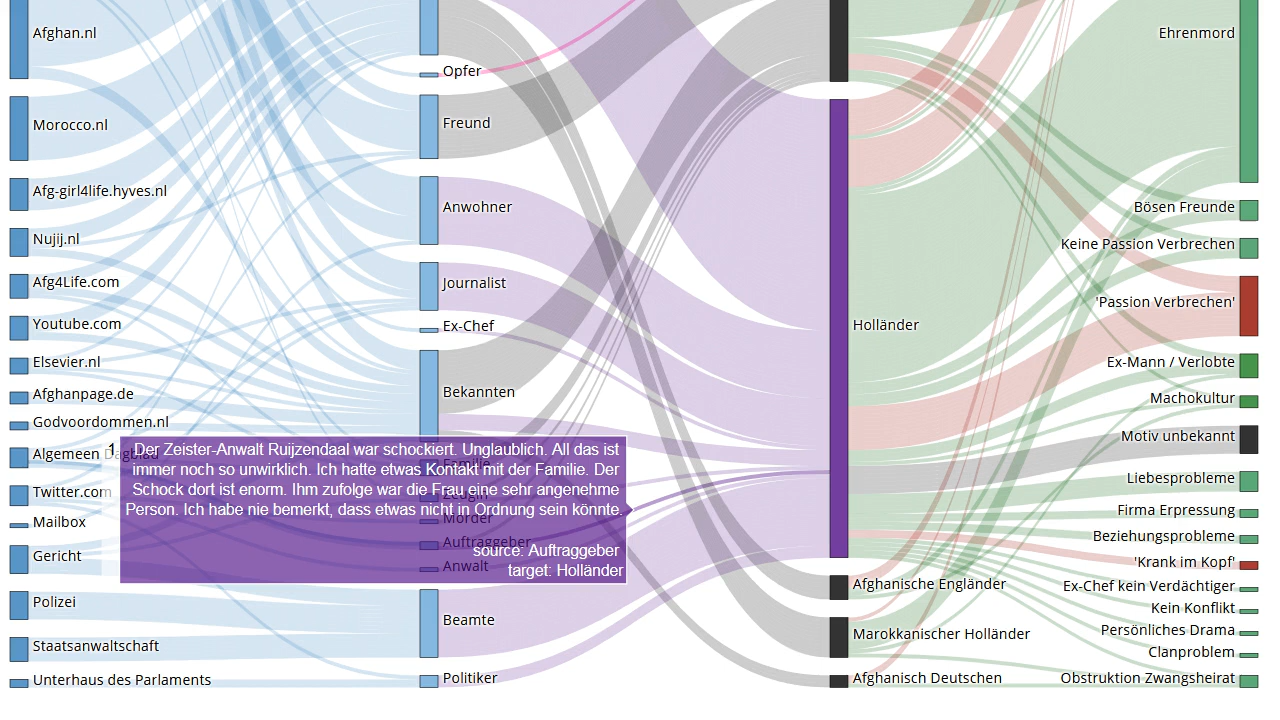 Afghan.nl
Morocco.nl
Afg-girl4life.hyves.nl
Nujij.nl
Afg4Life.com
Youtube.com
Elsevier.nl
Afghanpage.de
Godvoordommen.nl
Algemeen Dagblad
Twitter.com
Mailbox
Gericht
Polizei
Staatsanwaltschaft
Unterhaus des Parlaments
Opfer
Freund
Anwohner
Journalist
Ex-Chef
Bekannten
Familie
Zeugin
Mörder
Auftraggeber
Anwalt
Beamte
Politiker
1
Der Zeister-Anwalt Ruijzendaal war schockiert. Unglaublich. All das ist
immer noch so unwirklich. Ich hatte etwas Kontakt mit der Familie. Der
Schock dort ist enorm. Ihm zufolge war die Frau eine sehr angenehme
Person. Ich habe nie bemerkt, dass etwas nicht in Ordnung sein könnte.
source: Auftraggeber
target: Holländer
Holländer
Afghanische Engländer
Marokkanischer Holländer
Afghanisch Deutschen
Ehrenmord
Bösen Freunde
Keine Passion Verbrechen
'Passion Verbrechen'
Ex-Mann / Verlobte
Machokultur
Motiv unbekannt
Liebesprobleme
Firma Erpressung
Beziehungsprobleme
'Krank im Kopf'
Ex-Chef kein Verdächtiger
Kein Konflikt
Persönliches Drama
Clanproblem
Obstruktion Zwangsheirat